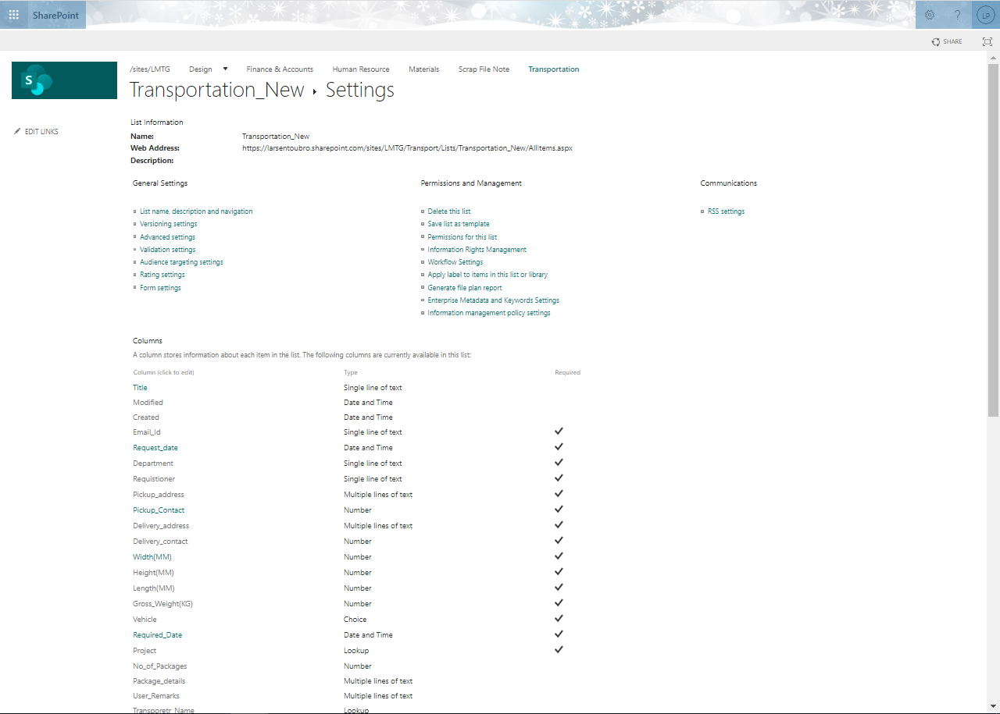 SharePoint
?
LP
SHARE
S
/sites/LMTG Design Finance & Accounts Human Resource Materials Scrap File Note Transportation
Transportation_New Settings
EDIT LINKS
List Information
Name: Transportation_New
Web Address: https://larsentoubro.sharepoint.com/sites/LMTG/Transport/Lists/Transportation_New/AllItems.aspx
Description:
General Settings Permissions and Management Communications
List name, description and navigation Delete this list RSS settings
Versioning settings Save list as template
Advanced settings Permissions for this list
Validation settings Information Rights Management
Audience targeting settings Workflow Settings
Rating settings Apply label to items in this list or library
Form settings Generate file plan report
Enterprise Metadata and Keywords Settings
Information management policy settings
Columns
A column stores information about each item in the list. The following columns are currently available in this list:
Column (click to edit) Type Required
Title Single line of text
Modified Date and Time
Created Date and Time
Email_Id Single line of text
Request_date Date and Time
Department Single line of text
Requistioner Single line of text
Pickup_address Multiple lines of text
Pickup_Contact Number
Delivery_address Multiple lines of text
Delivery_contact Number
Width(MM) Number
Height(MM) Number
Length(MM) Number
Gross_Weight(KG) Number
Vehicle Choice
Required_Date Date and Time
Project Lookup
No_of_Packages Number
Package_details Multiple lines of text
User_Remarks Multiple lines of text
Transporetr_Name Lookup